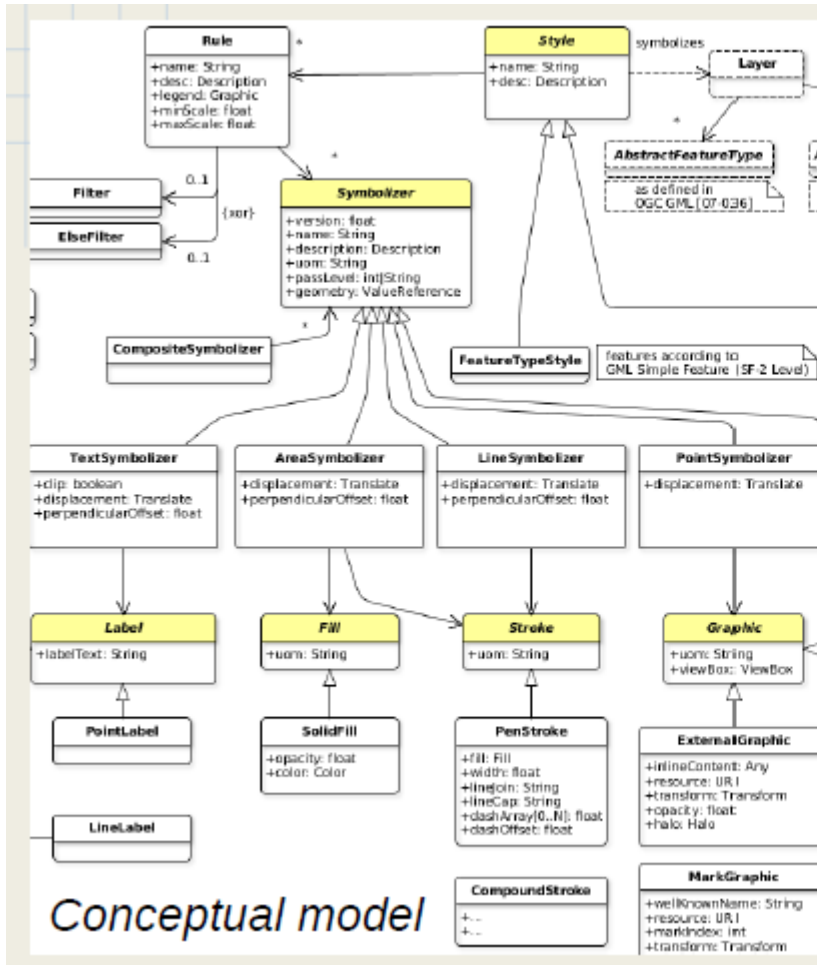 Rule
+name: String
+desc: Description
+legend: Graphic
+minScale: float
+maxScale: float
*
Style
+name: String
+desc: Description
symbolizes
Layer
*
AbstractFeatureType
as defined in
OGC GML [07-036]
Filter
0..1
{xor}
ElseFilter
0..1
*
Symbolizer
+version: float
+name: String
+description: Description
+uom: String
+passLevel: int|String
+geometry: ValueReference
CompositeSymbolizer
*
FeatureTypeStyle
features according to
GML Simple Feature (SF-2 Level)
TextSymbolizer
+clip: boolean
+displacement: Translate
+perpendicularOffset: float
AreaSymbolizer
+displacement: Translate
+perpendicularOffset: float
LineSymbolizer
+displacement: Translate
+perpendicularOffset: float
PointSymbolizer
+displacement: Translate
Label
+labelText: String
Fill
+uom: String
Stroke
+uom: String
Graphic
+uom: String
+viewBox: ViewBox
PointLabel
SolidFill
+opacity: float
+color: Color
PenStroke
+fill: Fill
+width: float
+lineJoin: String
+lineCap: String
+dashArray[0..N]: float
+dashOffset: float
ExternalGraphic
+inlineContent: Any
+resource: URI
+transform: Transform
+opacity: float
+halo: Halo
LineLabel
CompoundStroke
+...
+...
MarkGraphic
+wellKnownName: String
+resource: URI
+markIndex: int
+transform: Transform
Conceptual model